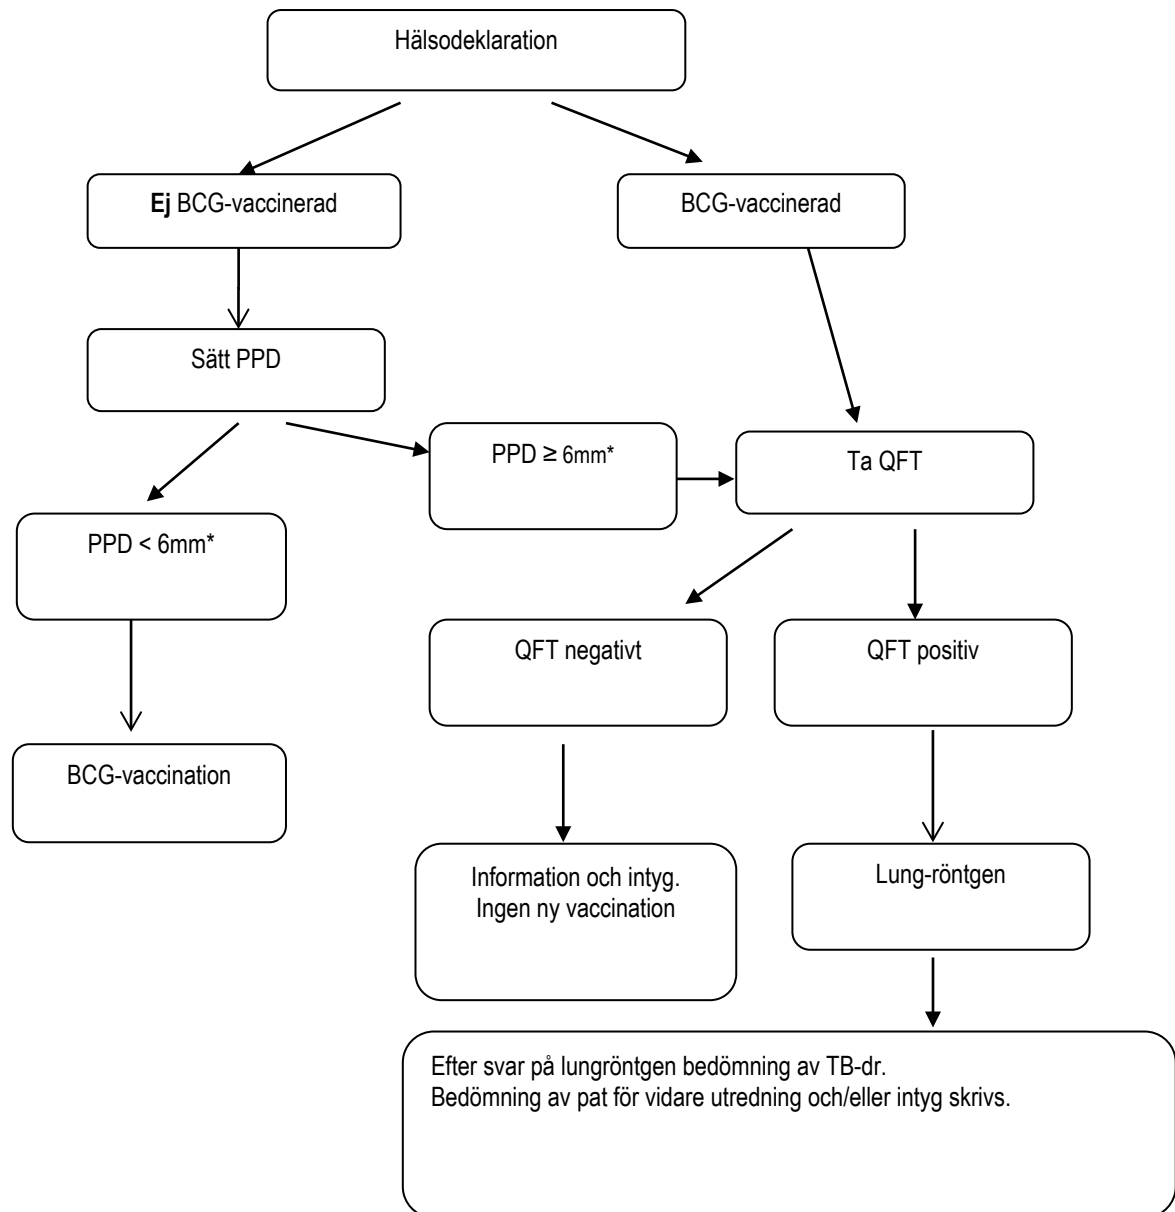 Hälsodeklaration
Ej BCG-vaccinerad
BCG-vaccinerad
Sätt PPD
PPD ≥ 6mm*
Ta QFT
PPD < 6mm*
QFT negativt
QFT positiv
BCG-vaccination
Information och intyg.
Ingen ny vaccination
Lung-röntgen
Efter svar på lungröntgen bedömning av TB-dr.
Bedömning av pat för vidare utredning och/eller intyg skrivs.